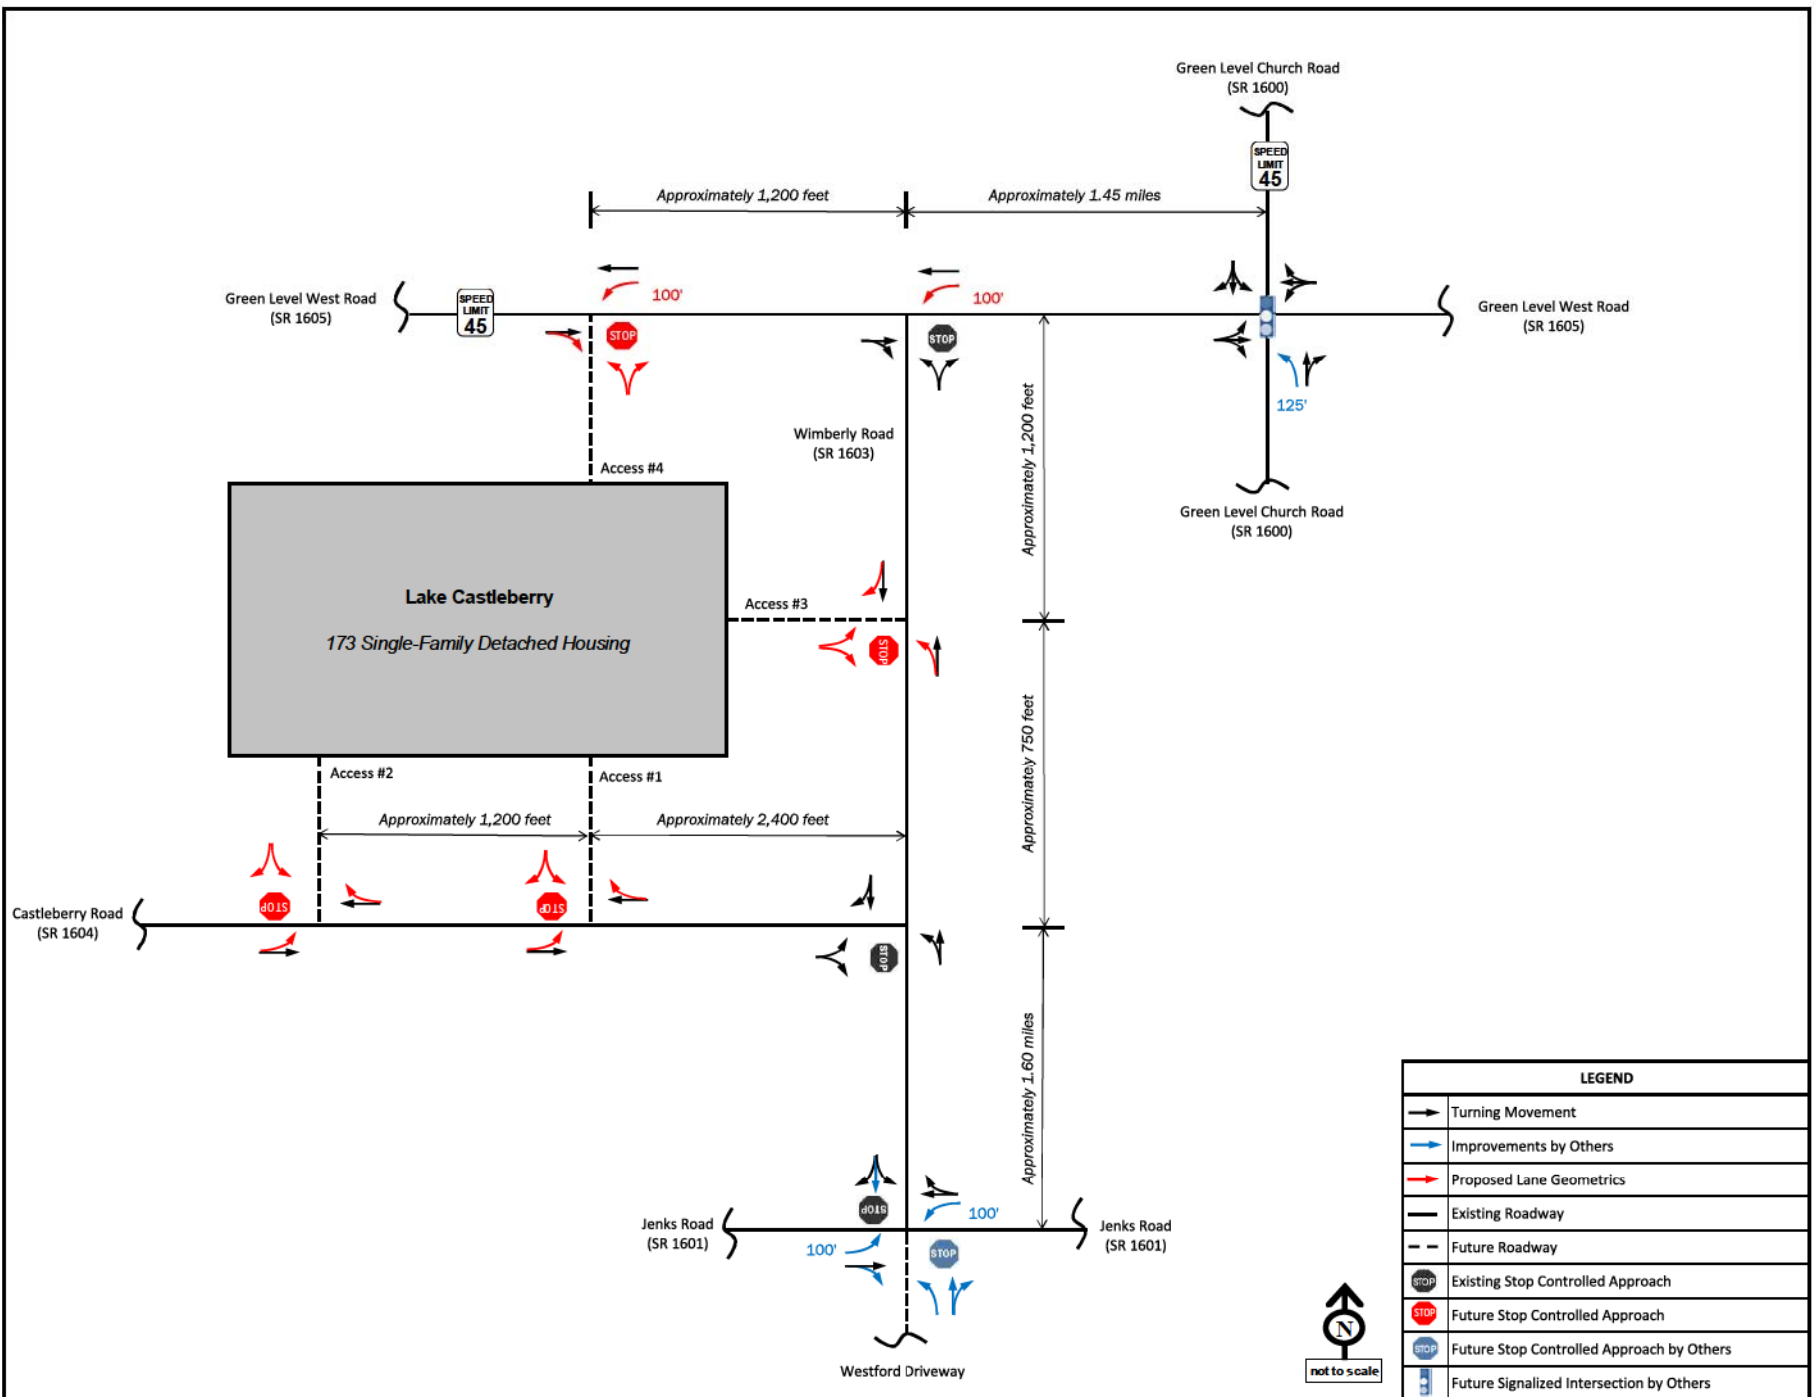 Green Level Church Road
(SR 1600)
SPEED
LIMIT
45
Approximately 1,200 feet
Approximately 1.45 miles
Green Level West Road
(SR 1605)
SPEED
LIMIT
45
100'
STOP
100'
STOP
Green Level West Road
(SR 1605)
125'
Wimberly Road
(SR 1603)
Approximately 1,200 feet
Access #4
Green Level Church Road
(SR 1600)
Lake Castleberry
173 Single-Family Detached Housing
Access #3
STOP
Approximately 750 feet
Access #2
Access #1
Approximately 1,200 feet
Approximately 2,400 feet
STOP
STOP
Castleberry Road
(SR 1604)
STOP
Approximately 1.60 miles
STOP
100'
Jenks Road
(SR 1601)
Jenks Road
(SR 1601)
100'
STOP
Westford Driveway
N
not to scale
LEGEND
Turning Movement
Improvements by Others
Proposed Lane Geometrics
Existing Roadway
Future Roadway
STOP Existing Stop Controlled Approach
STOP Future Stop Controlled Approach
STOP Future Stop Controlled Approach by Others
Future Signalized Intersection by Others